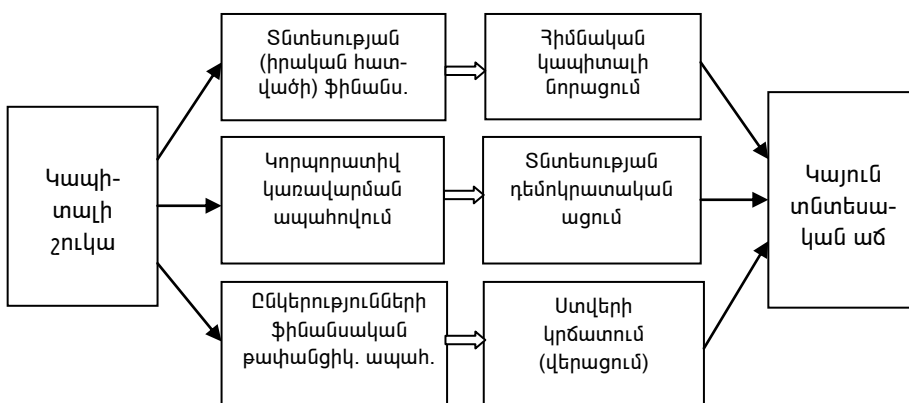 Կապի-
տալի
շուկա
Տնտեսության
(իրական հատ-
վածի) ֆինանս.
Հիմնական
կապիտալի
նորացում
Կորպորատիվ
կառավարման
ապահովում
Տնտեսության
դեմոկրատական
ացում
Ընկերությունների
ֆինանսական
թափանցիկ. ապահ.
Ստվերի
կրճատում
(վերացում)
Կայուն
տնտեսա-
կան աճ